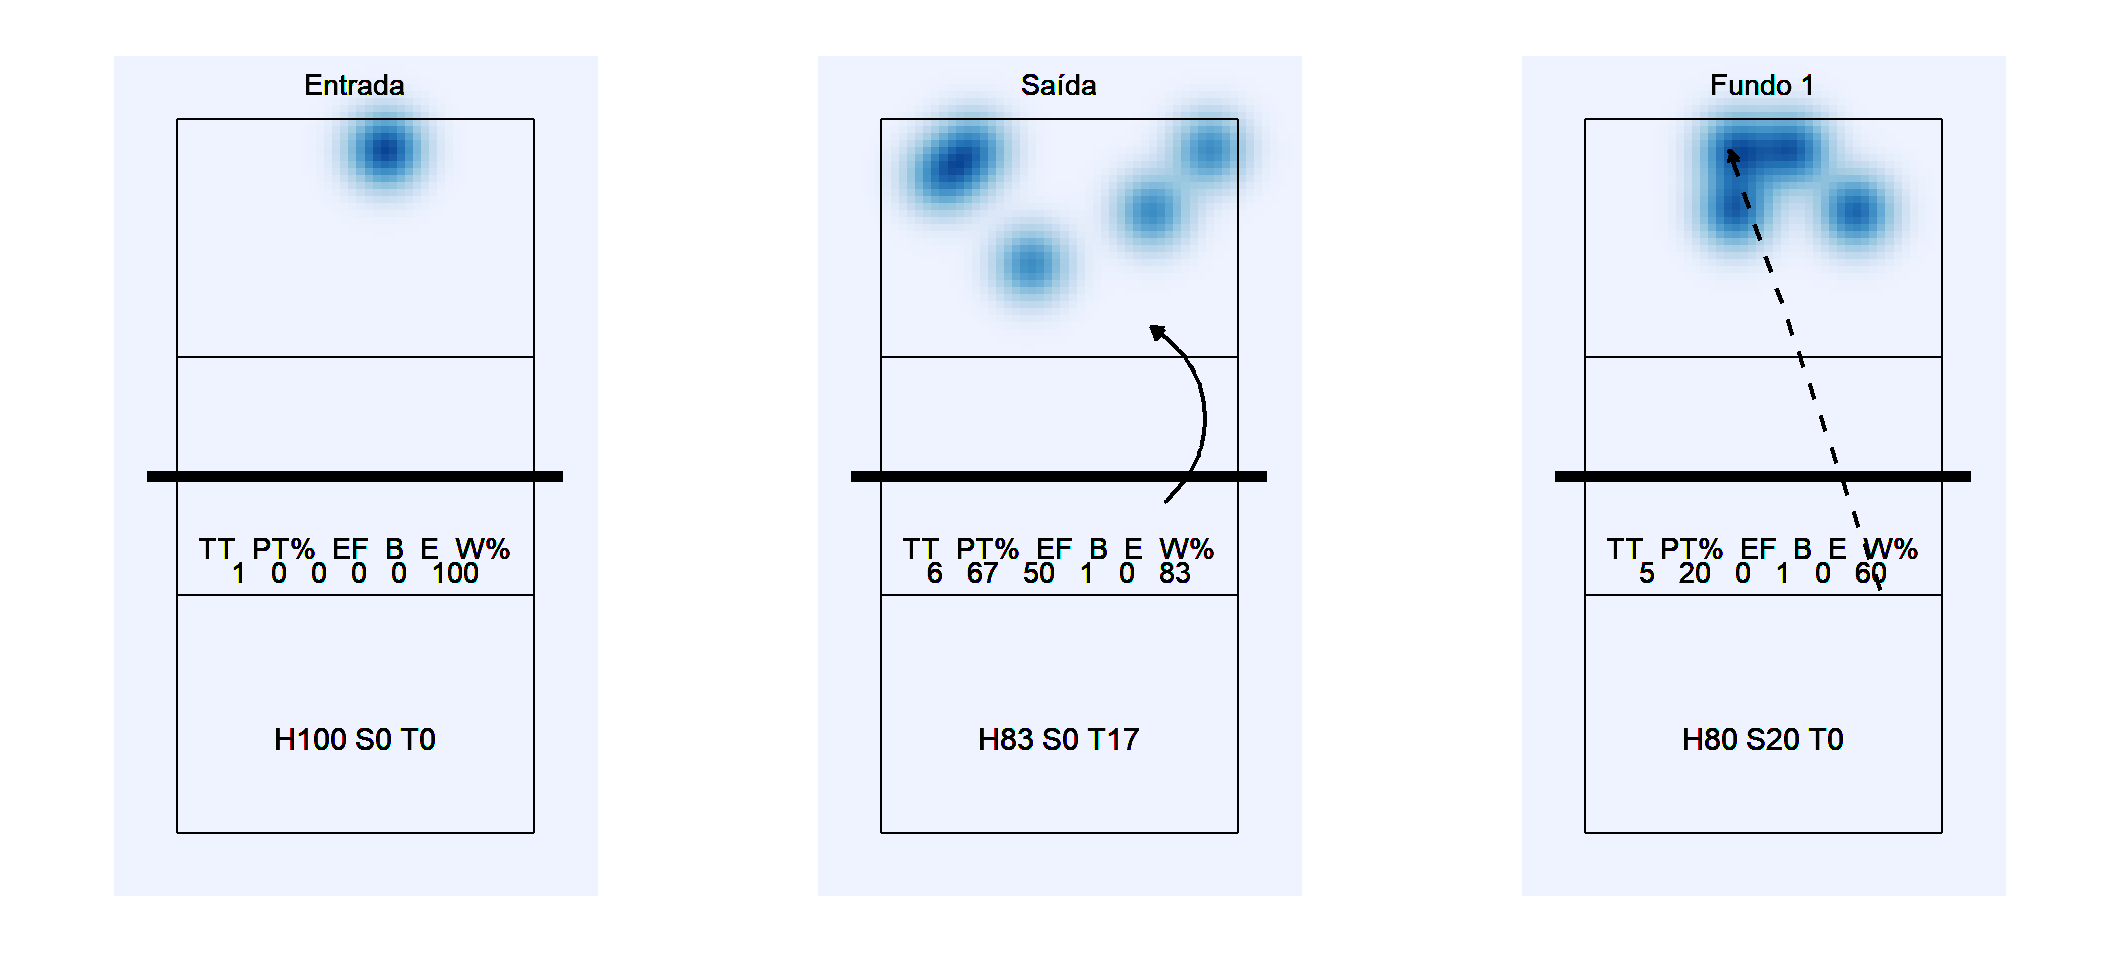 Entrada
TT PT% EF B E W%
1 0 0 0 0 100
H100 S0 T0
Saída
TT PT% EF B E W%
6 67 50 1 0 83
H83 S0 T17
Fundo 1
TT PT% EF B E W%
5 20 0 1 0 60
H80 S20 T0